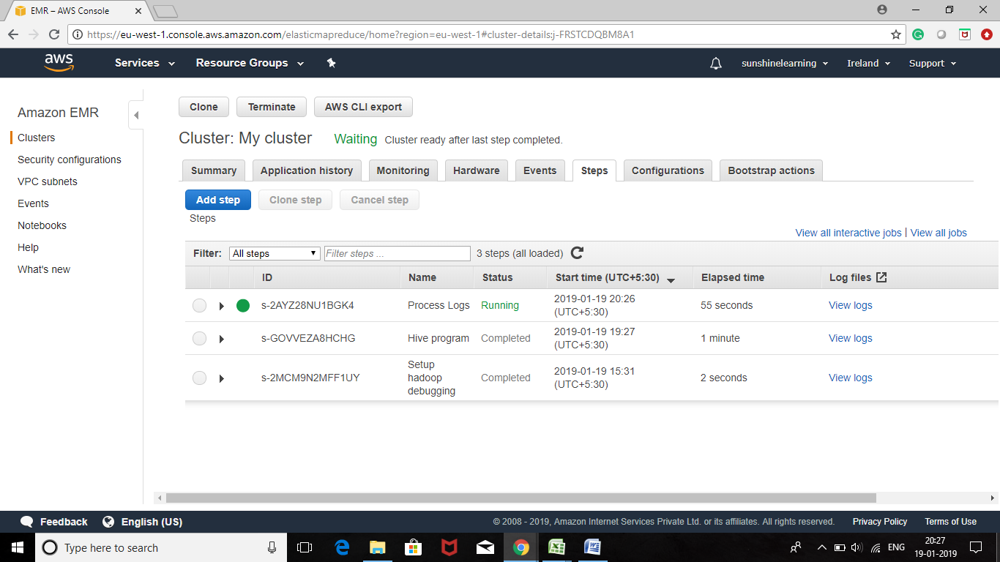 EMR – AWS Console
https://eu-west-1.console.aws.amazon.com/elasticmapreduce/home?region=eu-west-1#cluster-details:j-FRSTCDQBM8A1
aws Services Resource Groups sunshinelearning Ireland Support
Clone Terminate AWS CLI export
Amazon EMR
Clusters
Security configurations
VPC subnets
Events
Notebooks
Help
What's new
Cluster: My cluster Waiting Cluster ready after last step completed.
Summary Application history Monitoring Hardware Events Steps Configurations Bootstrap actions
Add step Clone step Cancel step
Steps
View all interactive jobs | View all jobs
Filter: All steps Filter steps ... 3 steps (all loaded)
ID Name Status Start time (UTC+5:30) Elapsed time Log files
s-2AYZ28NU1BGK4 Process Logs Running 2019-01-19 20:26 (UTC+5:30) 55 seconds View logs
s-GOVVEZA8HCHG Hive program Completed 2019-01-19 19:27 (UTC+5:30) 1 minute View logs
s-2MCM9N2MFF1UY Setup hadoop debugging Completed 2019-01-19 15:31 (UTC+5:30) 2 seconds View logs
Feedback English (US) © 2008 - 2019, Amazon Internet Services Private Ltd. or its affiliates. All rights reserved. Privacy Policy Terms of Use
Type here to search ENG 20:27
19-01-2019